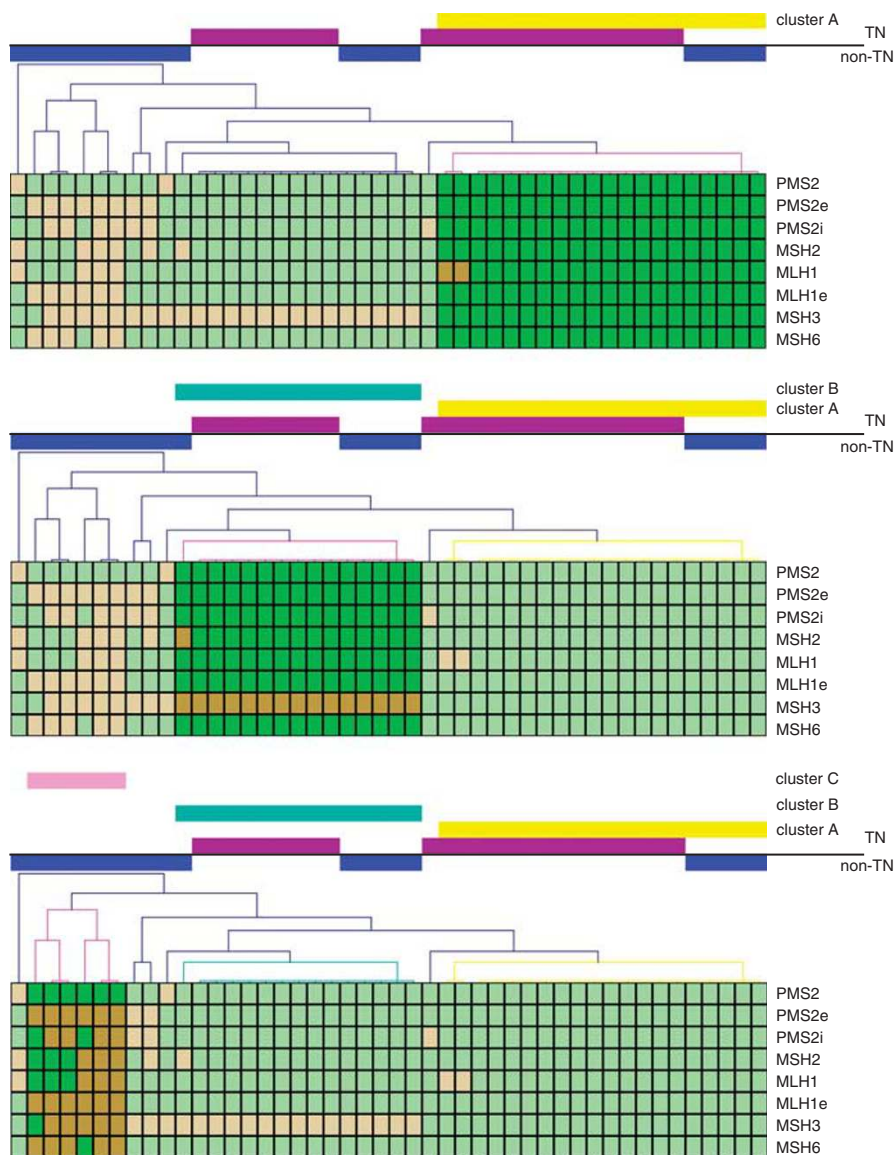 cluster A
TN
non-TN
PMS2
PMS2e
PMS2i
MSH2
MLH1
MLH1e
MSH3
MSH6
cluster B
cluster A
TN
non-TN
PMS2
PMS2e
PMS2i
MSH2
MLH1
MLH1e
MSH3
MSH6
cluster C
cluster B
cluster A
TN
non-TN
PMS2
PMS2e
PMS2i
MSH2
MLH1
MLH1e
MSH3
MSH6